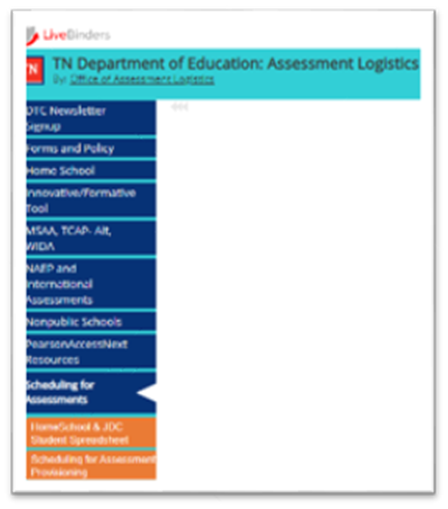 LiveBinders
TN
TN Department of Education: Assessment Logistics
By: Office of Assessment Logistics
DTC Newsletter
Signup
Forms and Policy
Home School
Innovative/Formative
Tool
MSAA, TCAP- Alt,
WIDA
NAEP and
International
Assessments
Nonpublic Schools
PearsonAccessNext
Resources
Scheduling for
Assessments
HomeSchool & JDC
Student Spreadsheet
Scheduling for Assessment
Provisioning